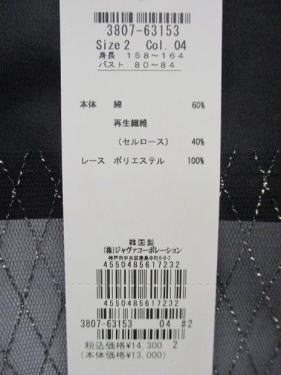 3807-63153
Size 2 Col. 04
身長 158～164
バスト 80～84
本体 綿 60%
再生繊維
(セルロース) 40%
レース ポリエステル 100%
韓国製
(株)ジャヴァコーポレーション
4550485617232
4550485617232
3807-63153 04 #2
税込価格¥14,300 2
(本体価格¥13,000)